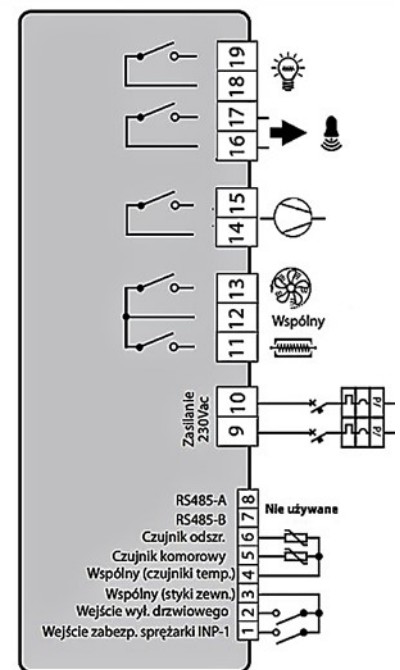 19
18
17
16
15
14
13
12
Wspólny
11
Zasilanie
230Vac
10
9
RS485-A 8
Nie używane
RS485-B 7
Czujnik odszr. 6
Czujnik komorowy 5
Wspólny (czujniki temp.) 4
Wspólny (styki zewn.) 3
Wejście wył. drzwiowego 2
Wejście zabezp. sprężarki INP-1 1